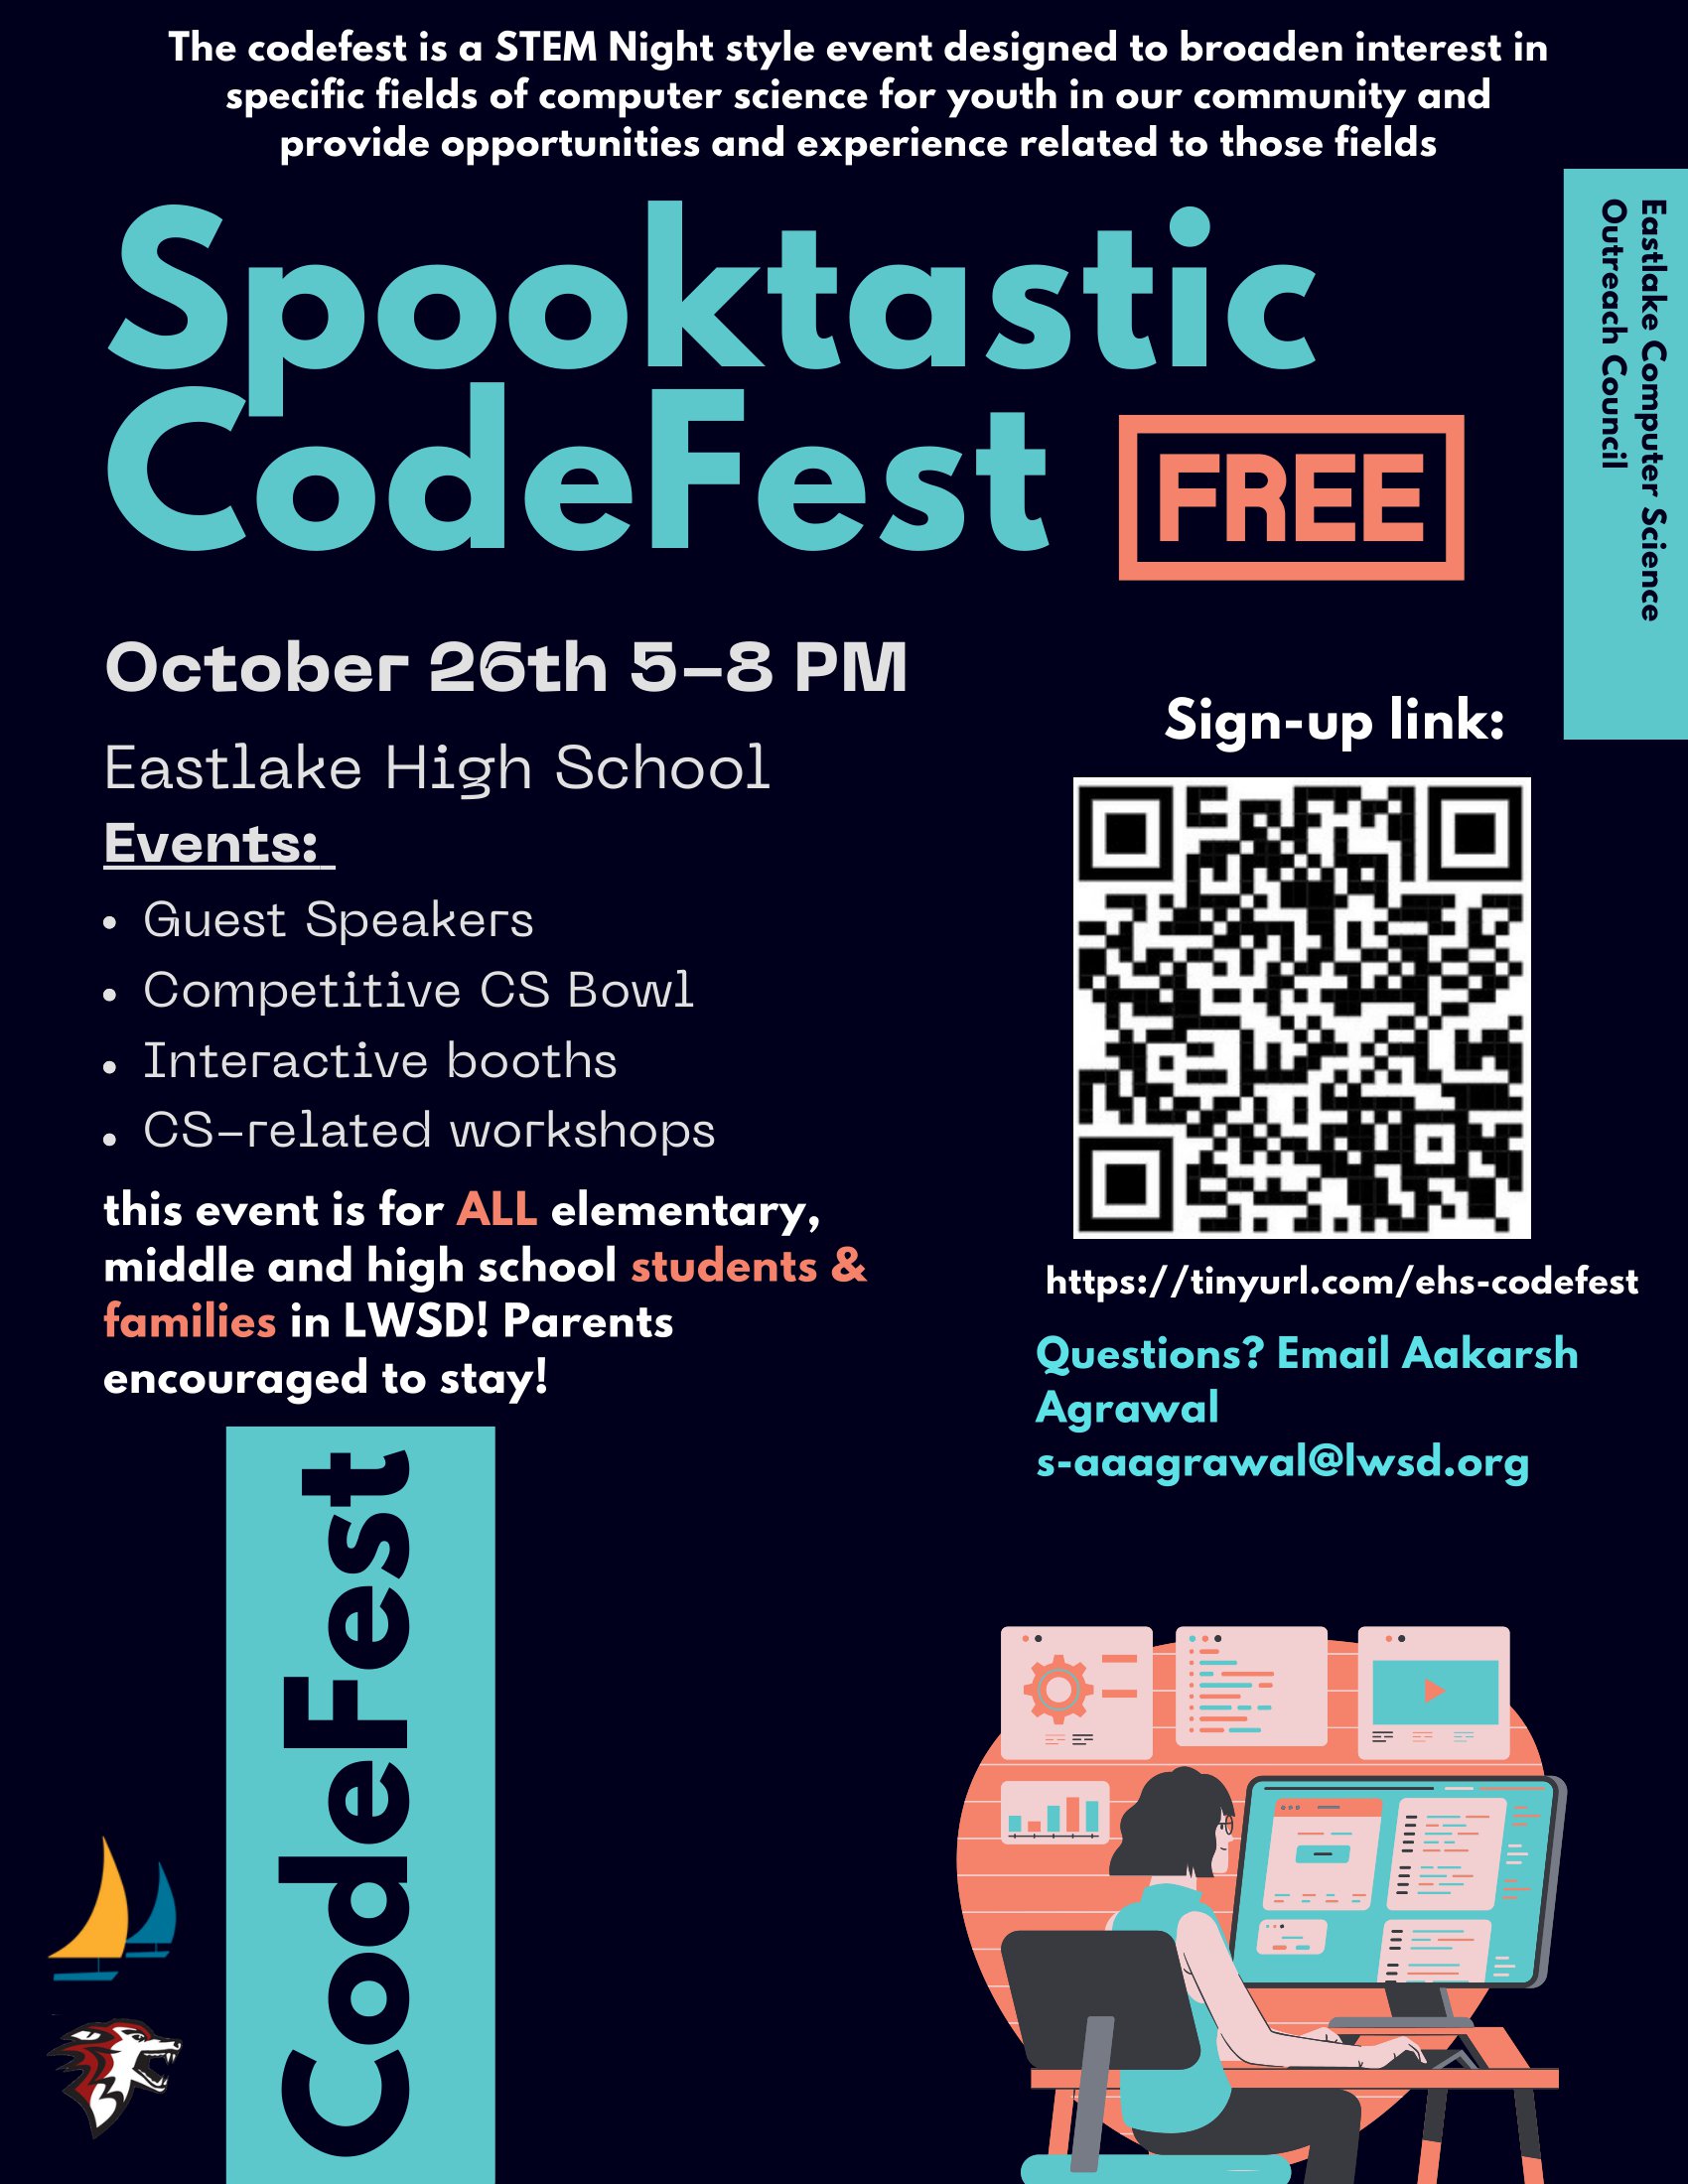 The codefest is a STEM Night style event designed to broaden interest in
specific fields of computer science for youth in our community and
provide opportunities and experience related to those fields
Eastlake Computer Science
Outreach Council
Spooktastic
CodeFest
FREE
October 26th 5–8 PM
Eastlake High School
Events:
• Guest Speakers
• Competitive CS Bowl
• Interactive booths
• CS–related workshops
this event is for ALL elementary,
middle and high school students &
families in LWSD! Parents
encouraged to stay!
Sign-up link:
https://tinyurl.com/ehs-codefest
Questions? Email Aakarsh
Agrawal
s-aaagrawal@lwsd.org
CodeFest